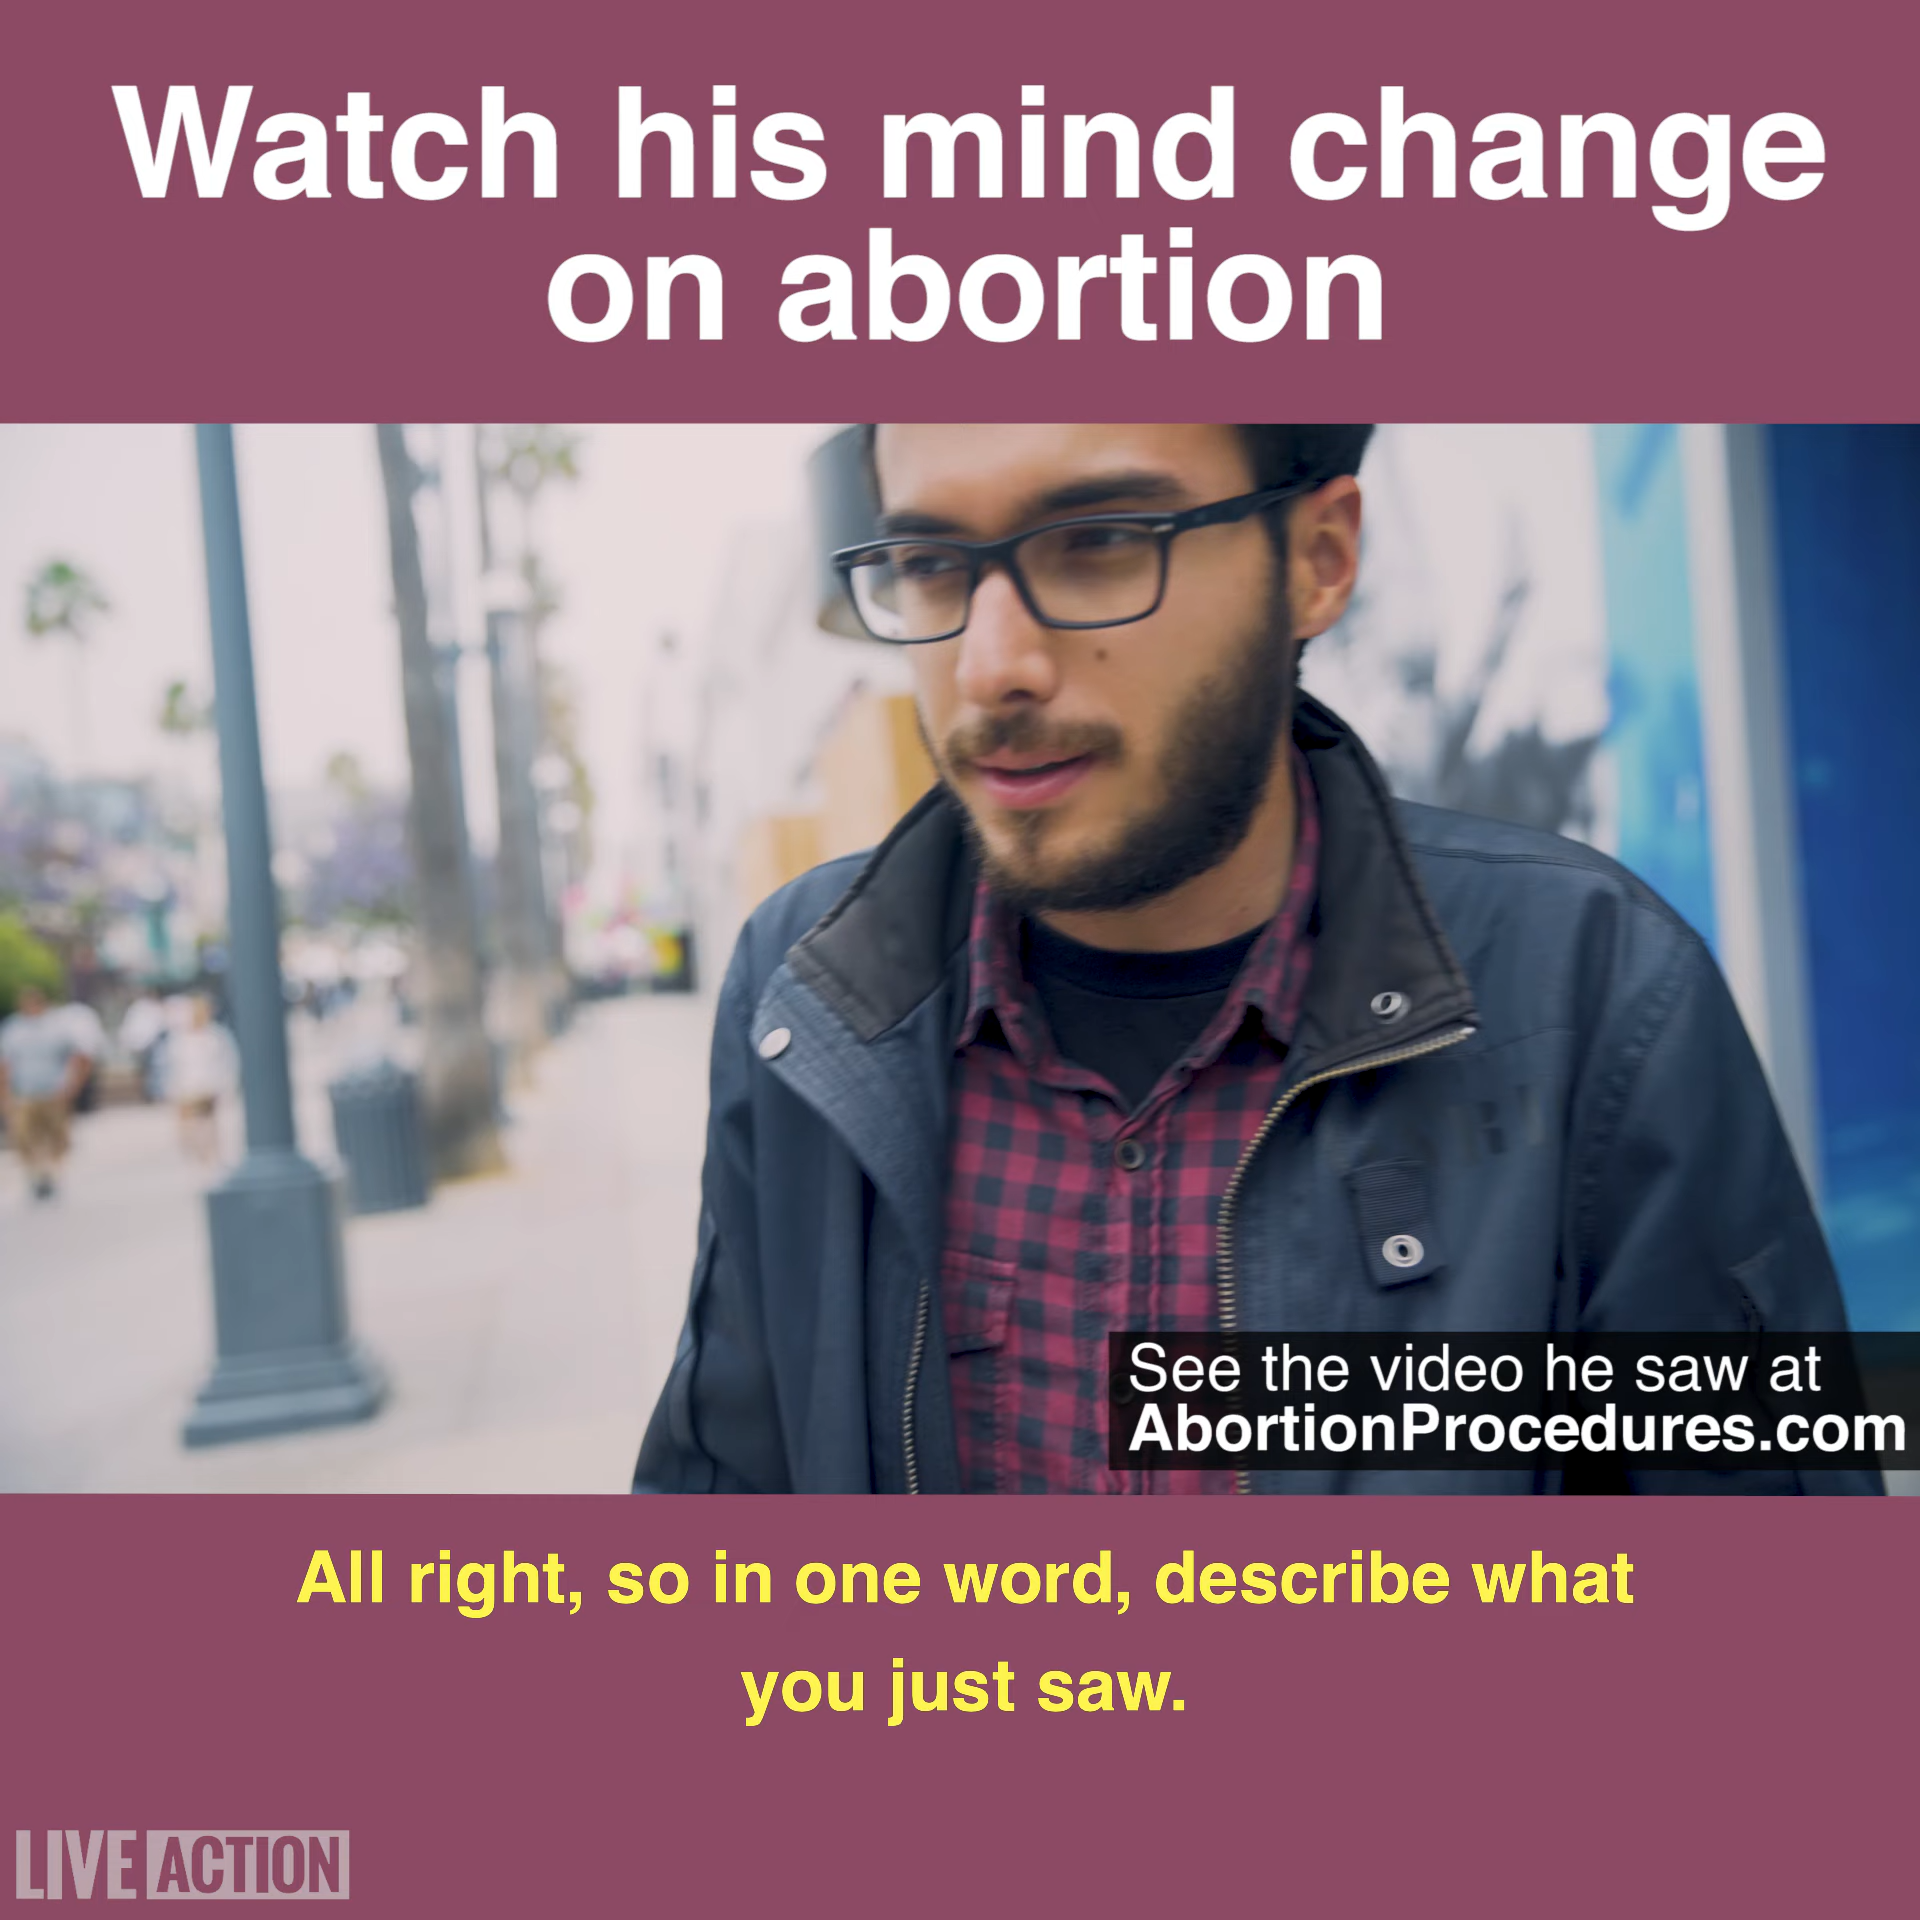 Watch his mind change
on abortion
See the video he saw at
AbortionProcedures.com
All right, so in one word, describe what
you just saw.
LIVE ACTION